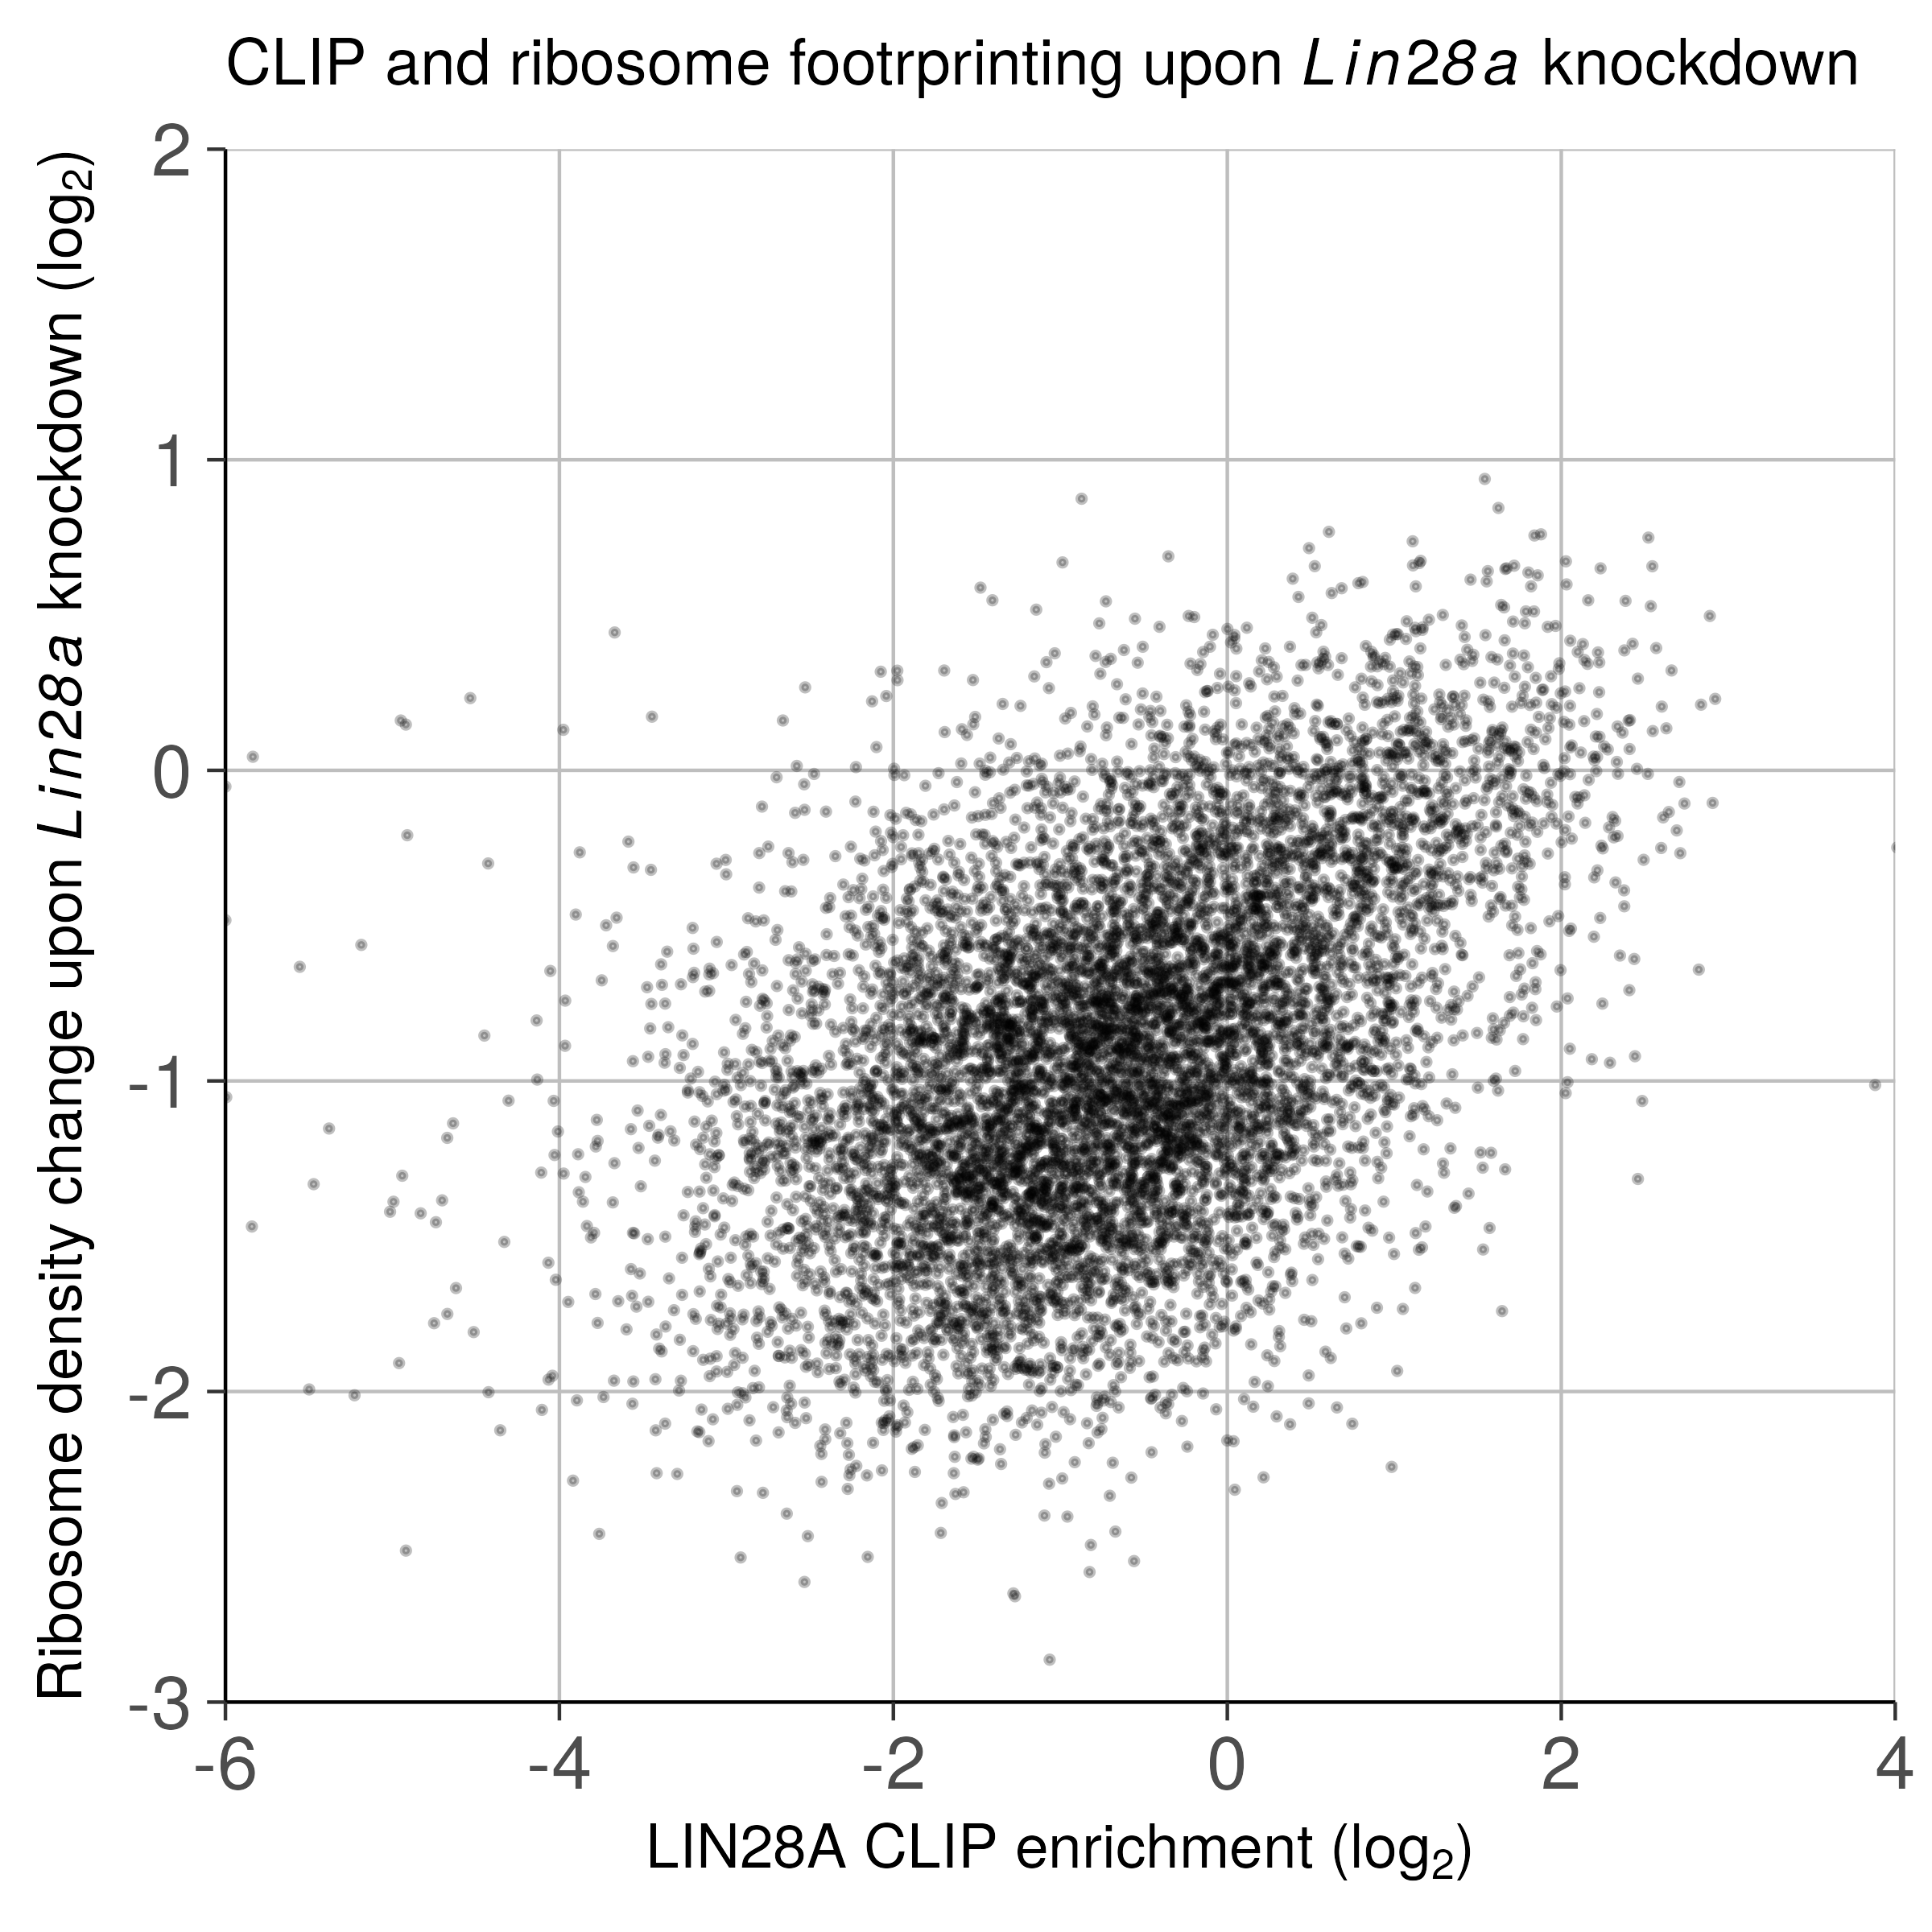 CLIP and ribosome footrprinting upon Lin28a knockdown
Ribosome density change upon Lin28a knockdown (log₂)
2
1
0
-1
-2
-3
-6 -4 -2 0 2 4
LIN28A CLIP enrichment (log₂)